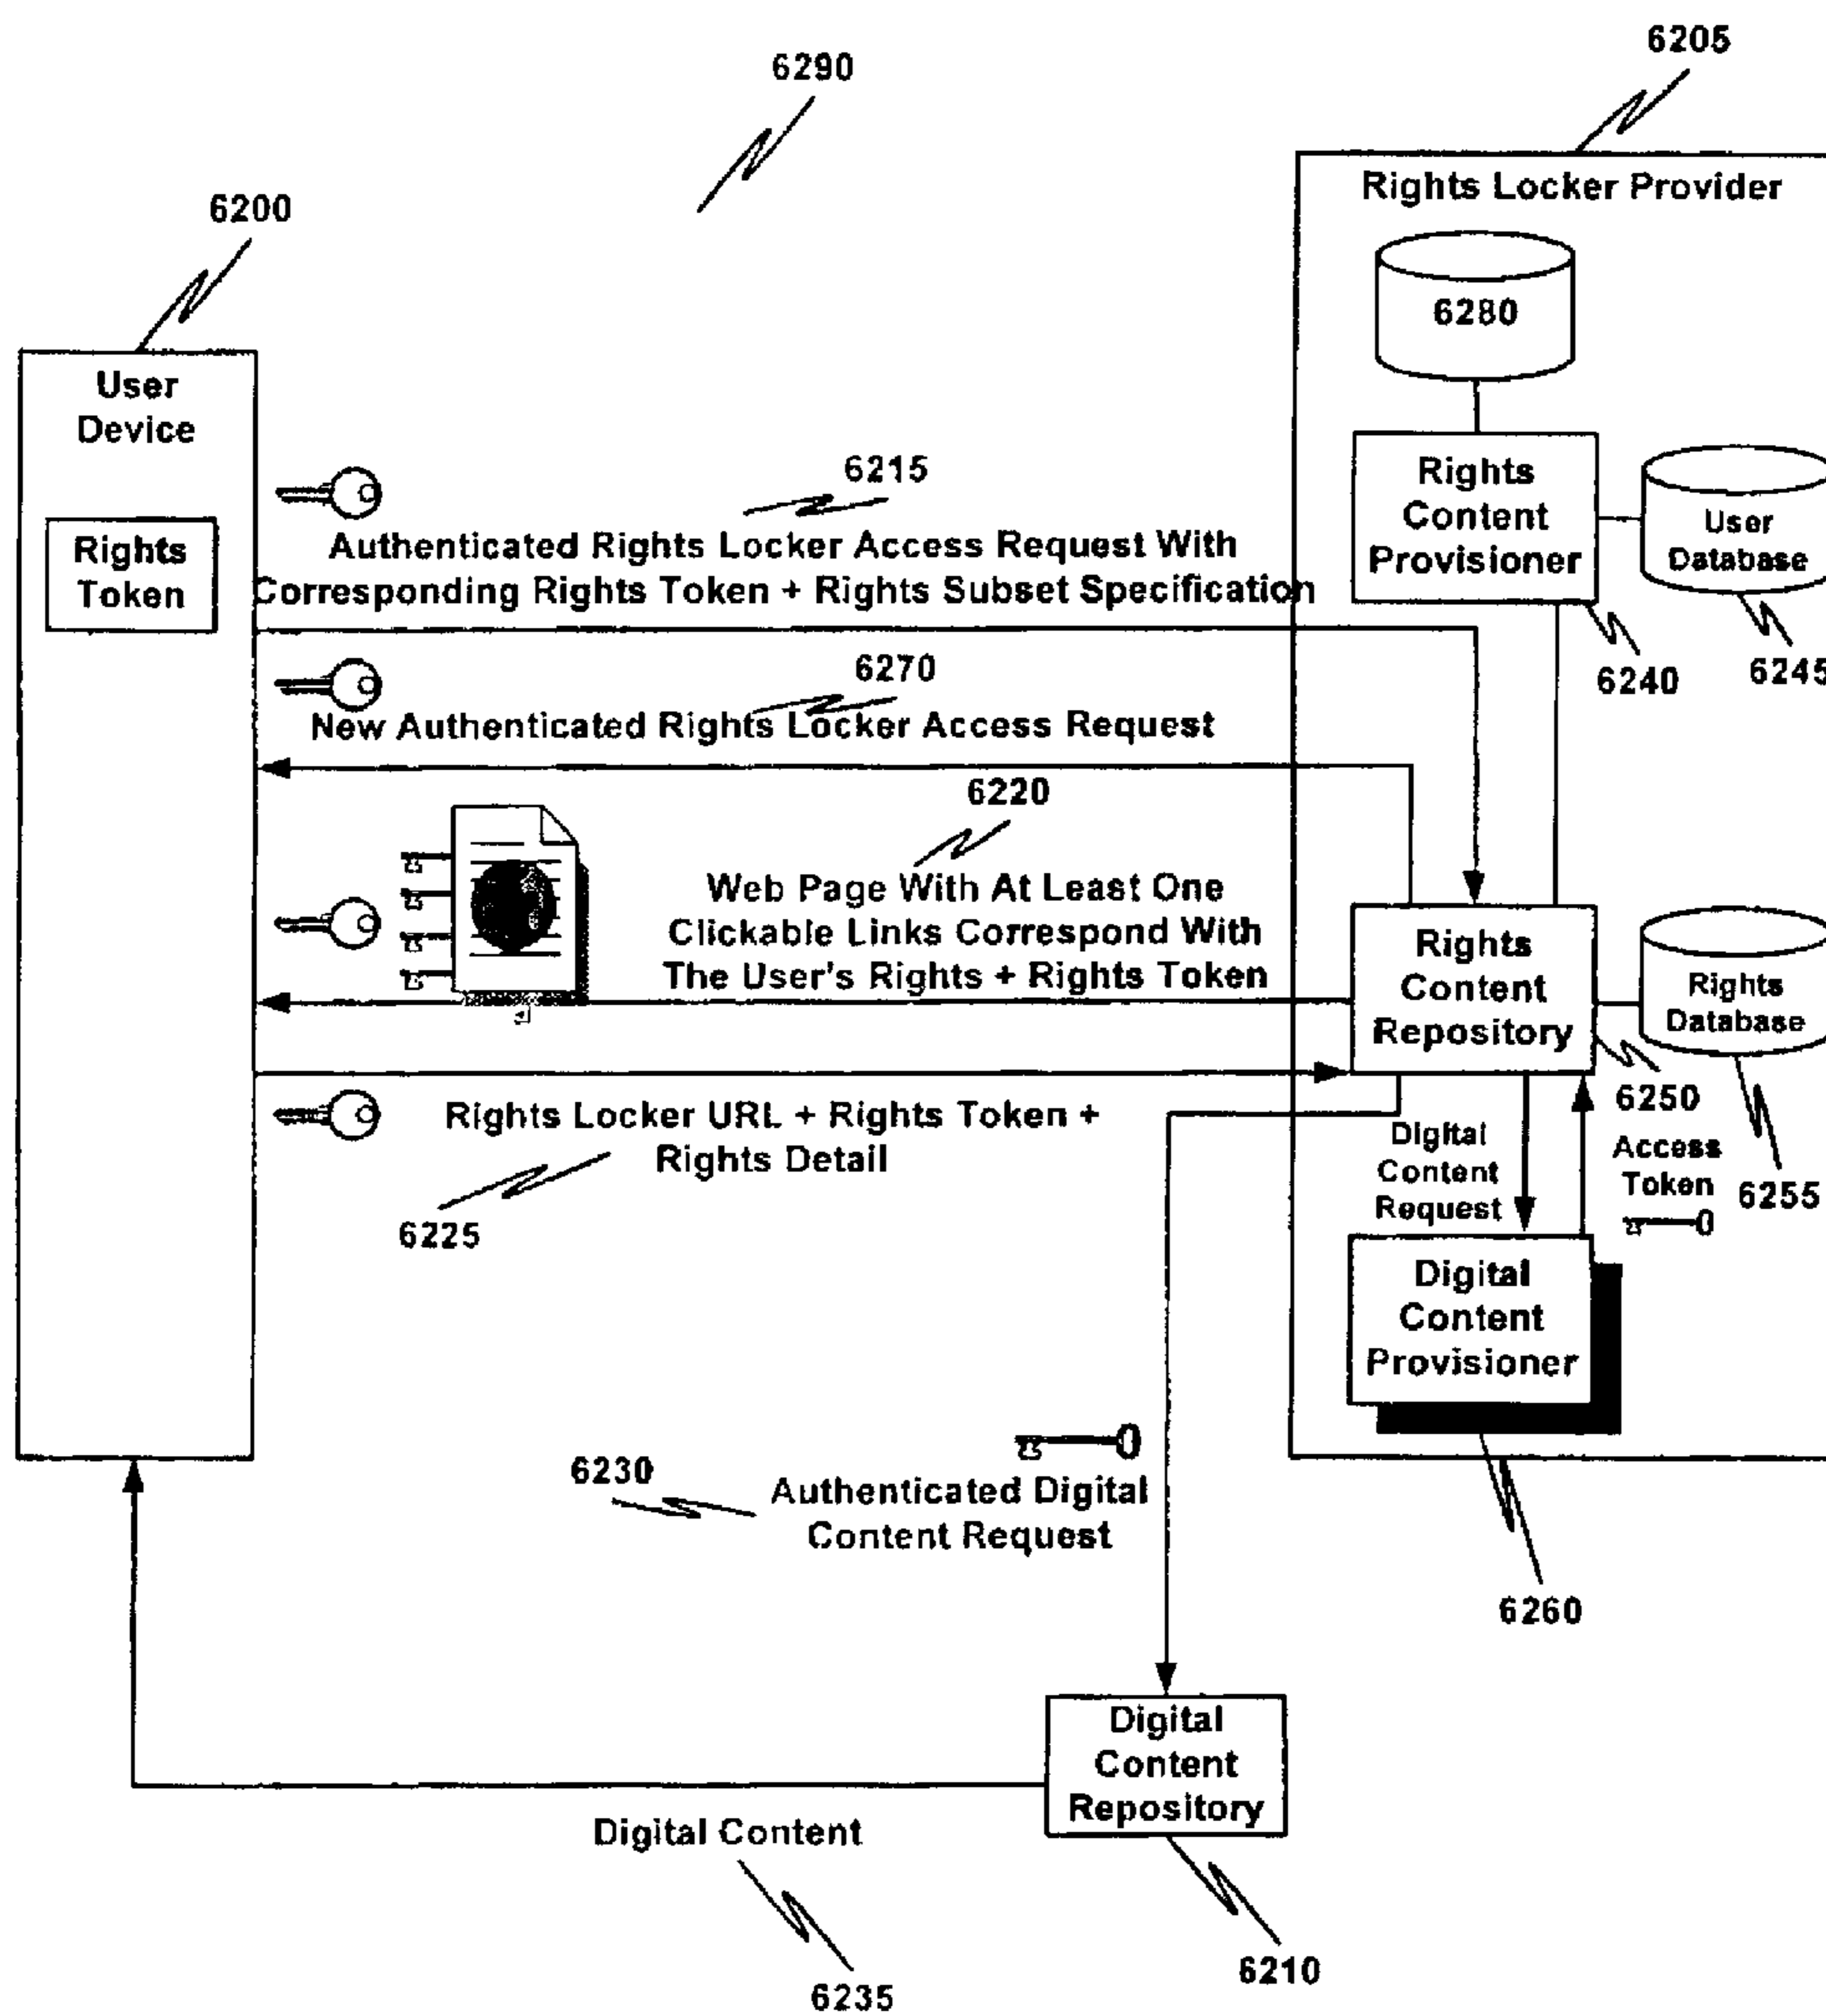 6205
6290
Rights Locker Provider
6200
6280
User
Device
Rights
Content
Provisioner
User
Database
6215
Rights
Token
Authenticated Rights Locker Access Request With
Corresponding Rights Token + Rights Subset Specification
6240
6245
6270
New Authenticated Rights Locker Access Request
6220
Web Page With At Least One
Clickable Links Correspond With
The User's Rights + Rights Token
Rights
Content
Repository
Rights
Database
6250
Rights Locker URL + Rights Token +
Rights Detail
6225
Digital
Content
Request
Access
Token
6255
Digital
Content
Provisioner
6230
Authenticated Digital
Content Request
6260
Digital
Content
Repository
Digital Content
6210
6235